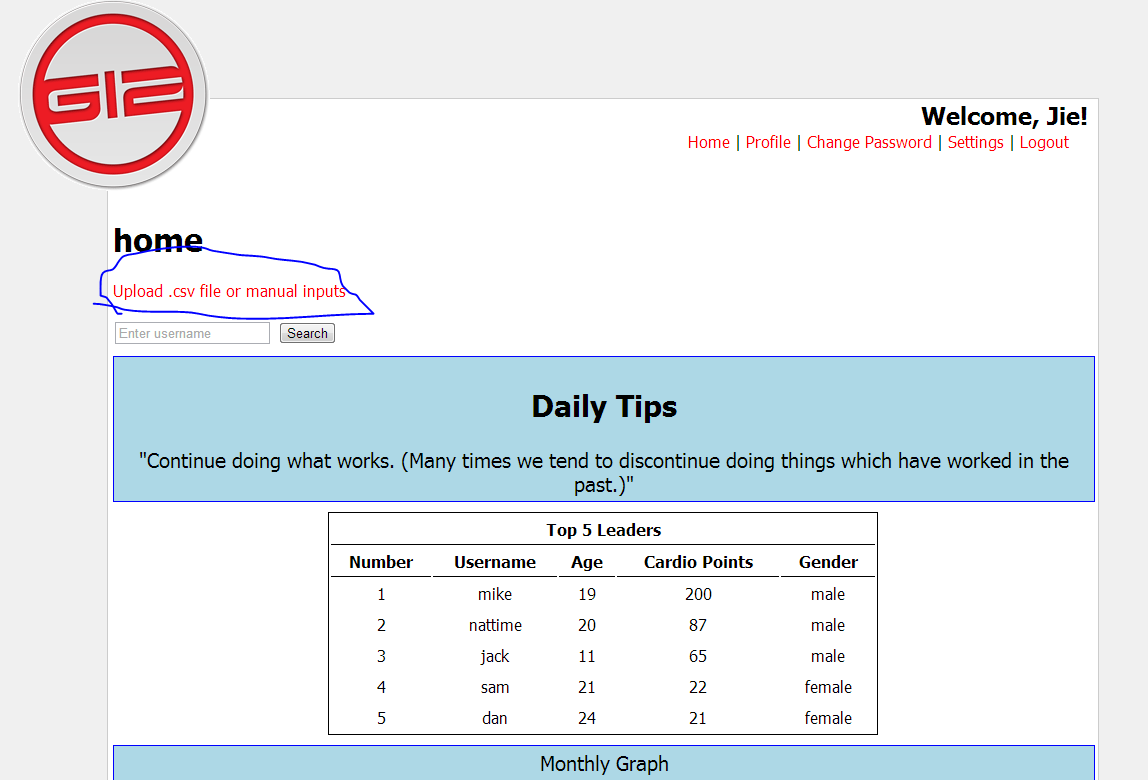 G12
Welcome, Jie!
Home | Profile | Change Password | Settings | Logout
home
Upload .csv file or manual inputs
Enter username Search
Daily Tips
"Continue doing what works. (Many times we tend to discontinue doing things which have worked in the
past.)"
Top 5 Leaders
Number Username Age Cardio Points Gender
1 mike 19 200 male
2 nattime 20 87 male
3 jack 11 65 male
4 sam 21 22 female
5 dan 24 21 female
Monthly Graph